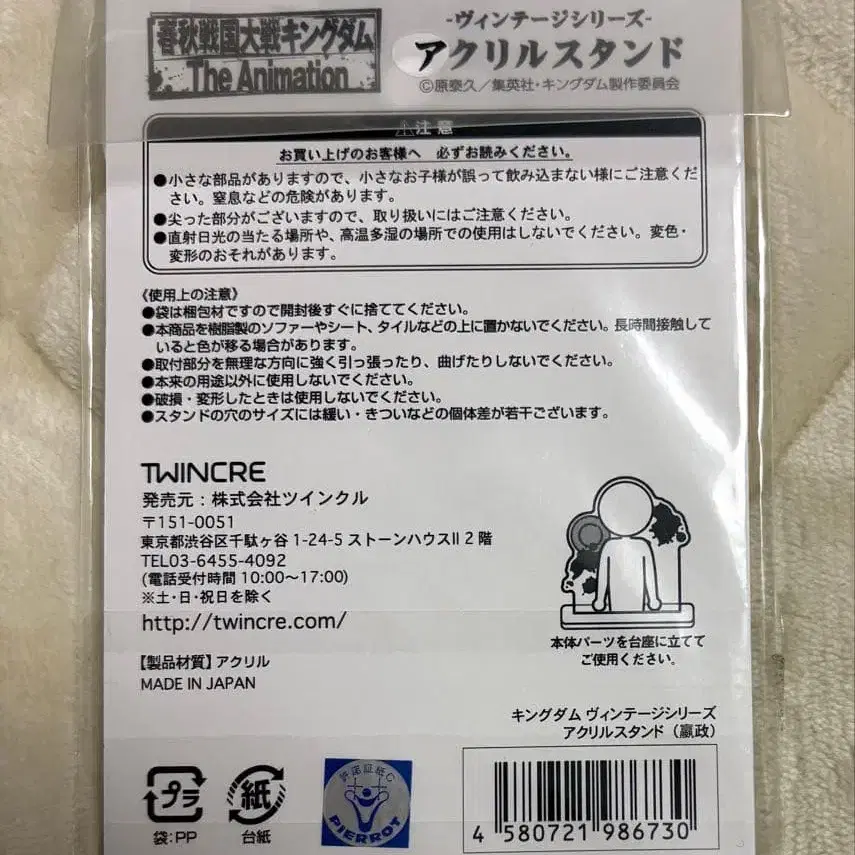 春秋戦国大戦キングダム
The Animation
-ヴィンテージシリーズ-
アクリルスタンド
©原泰久／集英社・キングダム製作委員会
⚠注意
お買い上げのお客様へ 必ずお読みください。
●小さな部品がありますので、小さなお子様が誤って飲み込まない様にご注意くだ
さい。窒息などの危険があります。
●尖った部分がございますので、取り扱いにはご注意ください。
●直射日光の当たる場所や、高温多湿の場所での使用はしないでください。変色・
変形のおそれがあります。
《使用上の注意》
●袋は梱包材ですので開封後すぐに捨ててください。
●本商品を樹脂製のソファーやシート、タイルなどの上に置かないでください。長時間接触して
いると色が移る場合があります。
●取付部分を無理な方向に強く引っ張ったり、曲げたりしないでください。
●本来の用途以外に使用しないでください。
●破損・変形したときは使用しないでください。
●スタンドの穴のサイズには緩い・きついなどの個体差が若干ございます。
TWINCRE
発売元：株式会社ツインクル
〒151-0051
東京都渋谷区千駄ヶ谷 1-24-5 ストーンハウスII 2 階
TEL03-6455-4092
(電話受付時間 10:00〜17:00)
※土・日・祝日を除く
http://twincre.com/
【製品材質】アクリル
MADE IN JAPAN
本体パーツを台座に立てて
ご使用ください。
キングダム ヴィンテージシリーズ
アクリルスタンド（嬴政）
プラ
袋:PP
紙
台紙
許諾証紙C
PIERROT
4 580721 986730